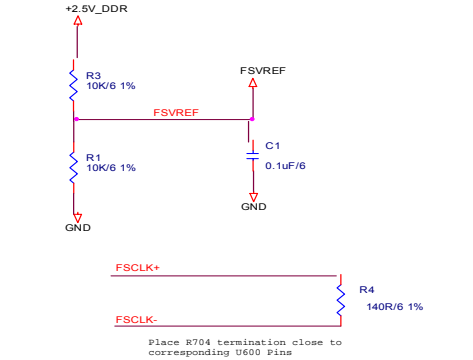 +2.5V_DDR
R3
10K/6 1%
FSVREF
FSVREF
R1
10K/6 1%
C1
0.1uF/6
GND
GND
FSCLK+
R4
140R/6 1%
FSCLK-
Place R704 termination close to
corresponding U600 Pins